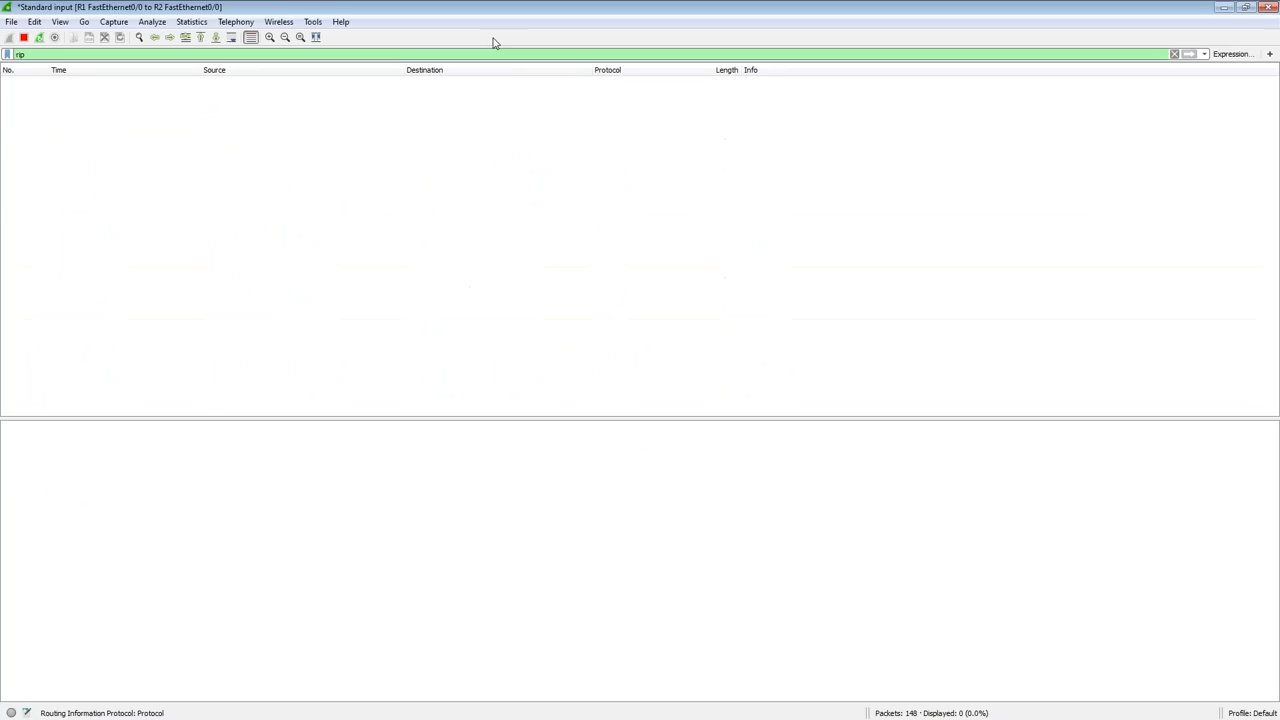 *Standard input [R1 FastEthernet0/0 to R2 FastEthernet0/0]
File Edit View Go Capture Analyze Statistics Telephony Wireless Tools Help
rip Expression... +
No. Time Source Destination Protocol Length Info
Routing Information Protocol: Protocol Packets: 148 · Displayed: 0 (0.0%) Profile: Default